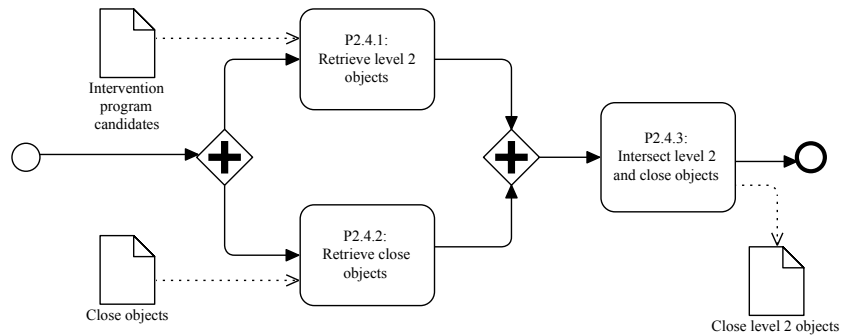 Intervention
program
candidates
P2.4.1:
Retrieve level 2
objects
P2.4.2:
Retrieve close
objects
Close objects
P2.4.3:
Intersect level 2
and close objects
Close level 2 objects